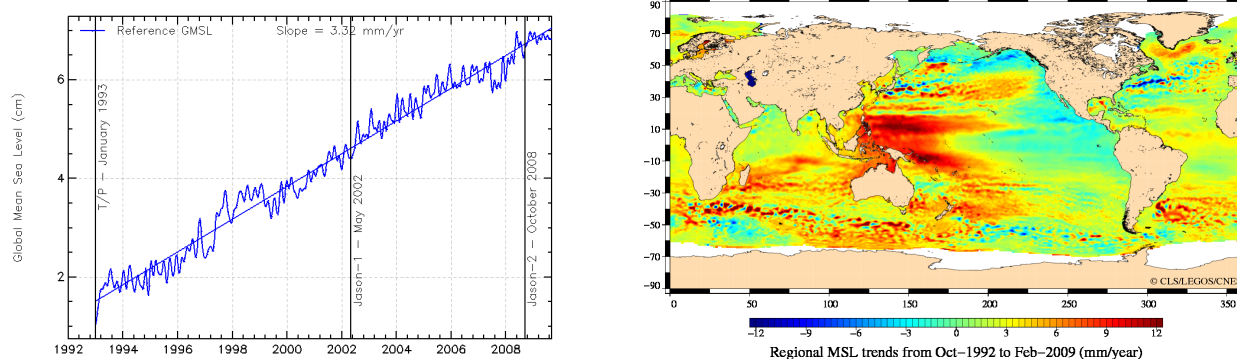 Reference GMSL
Slope = 3.32 mm/yr
Global Mean Sea Level (cm)
6
4
2
T/P - January 1993
Jason-1 - May 2002
Jason-2 - October 2008
1992 1994 1996 1998 2000 2002 2004 2006 2008
90
70
50
30
10
-10
-30
-50
-70
-90
© CLS/LEGOS/CNE
0 50 100 150 200 250 300 350
-12 -9 -6 -3 0 3 6 9 12
Regional MSL trends from Oct-1992 to Feb-2009 (mm/year)